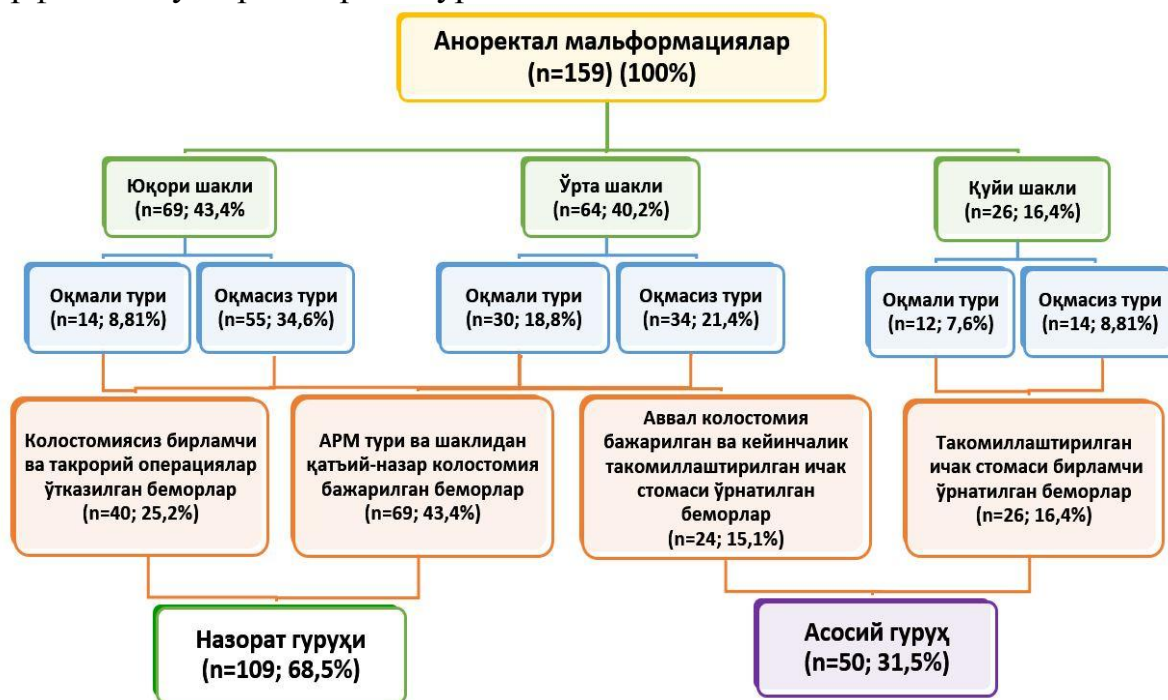 Аноректал мальформациялар
(n=159) (100%)
Юқори шакли
(n=69; 43,4%
Ўрта шакли
(n=64; 40,2%)
Қуйи шакли
(n=26; 16,4%)
Оқмали тури
(n=14; 8,81%)
Оқмасиз тури
(n=55; 34,6%)
Оқмали тури
(n=30; 18,8%)
Оқмасиз тури
(n=34; 21,4%)
Оқмали тури
(n=12; 7,6%)
Оқмасиз тури
(n=14; 8,81%)
Колостомиясиз бирламчи
ва такрорий операциялар
ўтказилган беморлар
(n=40; 25,2%)
АРМ тури ва шаклидан
қатъий-назар колостомия
бажарилган беморлар
(n=69; 43,4%)
Аввал колостомия
бажарилган ва кейинчалик
такомиллаштирилган ичак
стомаси ўрнатилган
беморлар
(n=24; 15,1%)
Такомиллаштирилган
ичак стомаси бирламчи
ўрнатилган беморлар
(n=26; 16,4%)
Назорат гуруҳи
(n=109; 68,5%)
Асосий гуруҳ
(n=50; 31,5%)